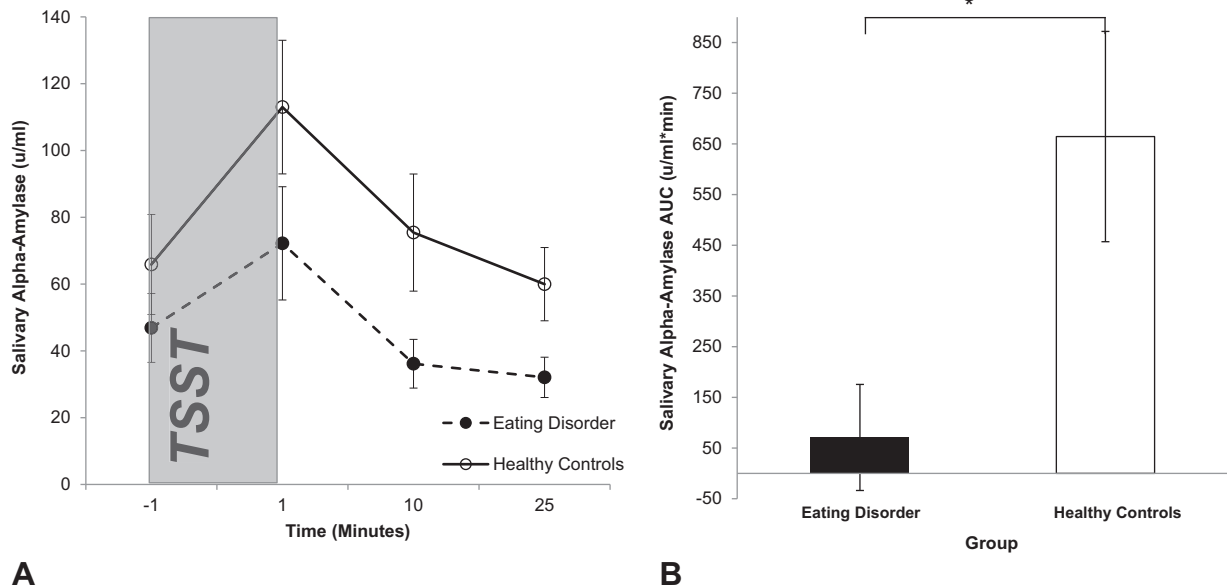 140
120
100
80
60
40
20
0
Salivary Alpha-Amylase (u/ml)
TSST
Eating Disorder
Healthy Controls
-1 1 10 25
Time (Minutes)
A
*
850
750
650
550
450
350
250
150
50
-50
Salivary Alpha-Amylase AUC (u/ml*min)
Eating Disorder Healthy Controls
Group
B